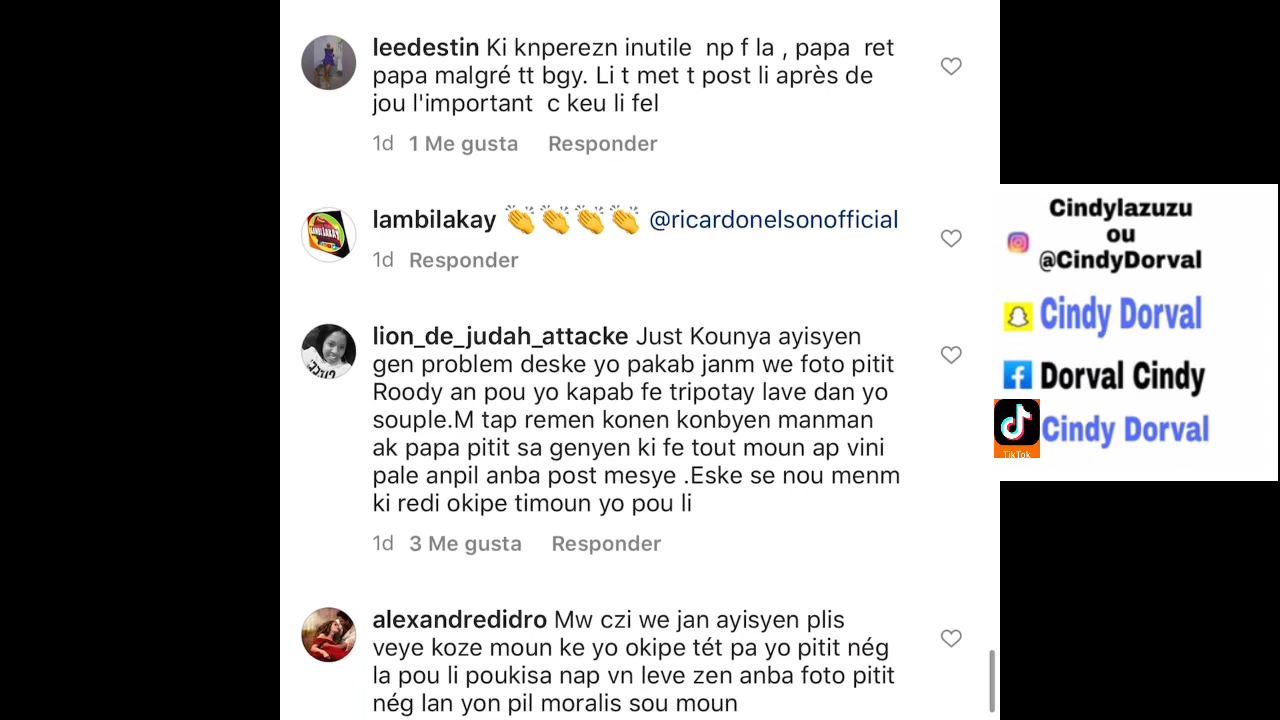 leedestin Ki knperezn inutile np f la , papa ret
papa malgré tt bgy. Li t met t post li après de
jou l'important c keu li fel
1d 1 Me gusta Responder
lambilakay 👏👏👏👏 @ricardonelsonofficial
1d Responder
lion_de_judah_attacke Just Kounya ayisyen
gen problem deske yo pakab janm we foto pitit
Roody an pou yo kapab fe tripotay lave dan yo
souple.M tap remen konen konbyen manman
ak papa pitit sa genyen ki fe tout moun ap vini
pale anpil anba post mesye .Eske se nou menm
ki redi okipe timoun yo pou li
1d 3 Me gusta Responder
alexandredidro Mw czi we jan ayisyen plis
veye koze moun ke yo okipe tét pa yo pitit nég
la pou li poukisa nap vn leve zen anba foto pitit
nég lan yon pil moralis sou moun
Cindylazuzu
ou
@CindyDorval
Cindy Dorval
Dorval Cindy
Cindy Dorval
TikTok